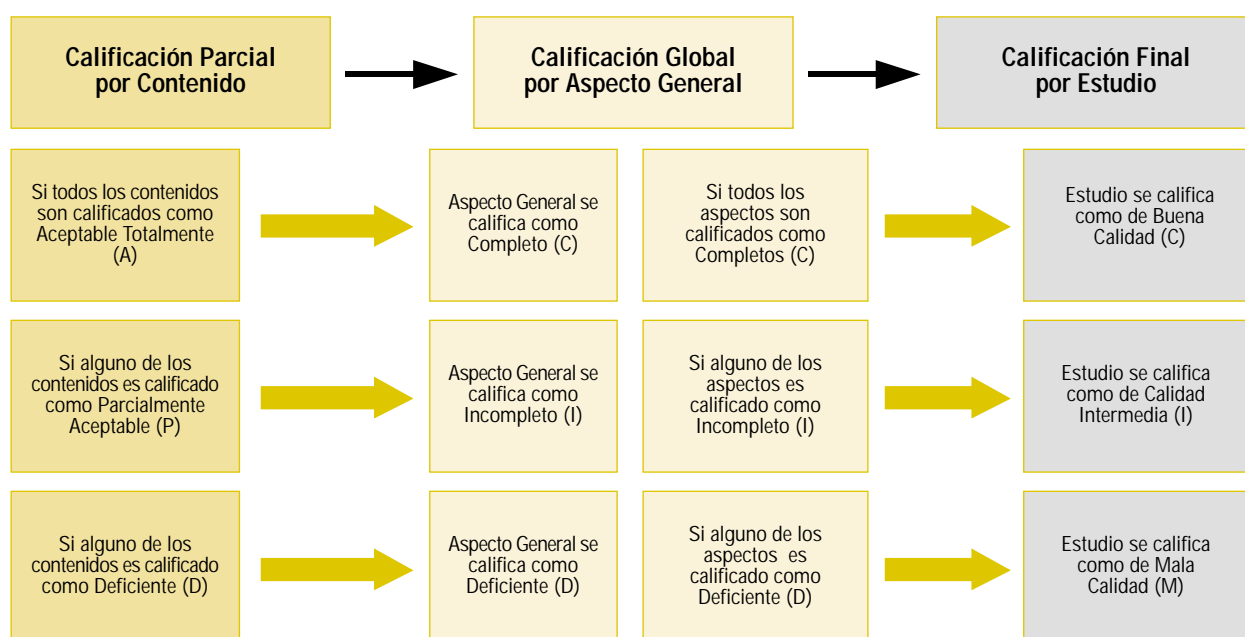 Calificación Parcial
por Contenido
Calificación Global
por Aspecto General
Calificación Final
por Estudio
Si todos los contenidos
son calificados como
Aceptable Totalmente
(A)
Aspecto General se
califica como
Completo (C)
Si todos los
aspectos son
calificados como
Completos (C)
Estudio se califica
como de Buena
Calidad (C)
Si alguno de los
contenidos es calificado
como Parcialmente
Aceptable (P)
Aspecto General se
califica como
Incompleto (I)
Si alguno de los
aspectos es
calificado como
Incompleto (I)
Estudio se califica
como de Calidad
Intermedia (I)
Si alguno de los
contenidos es calificado
como Deficiente (D)
Aspecto General se
califica como
Deficiente (D)
Si alguno de los
aspectos es
calificado como
Deficiente (D)
Estudio se califica
como de Mala
Calidad (M)